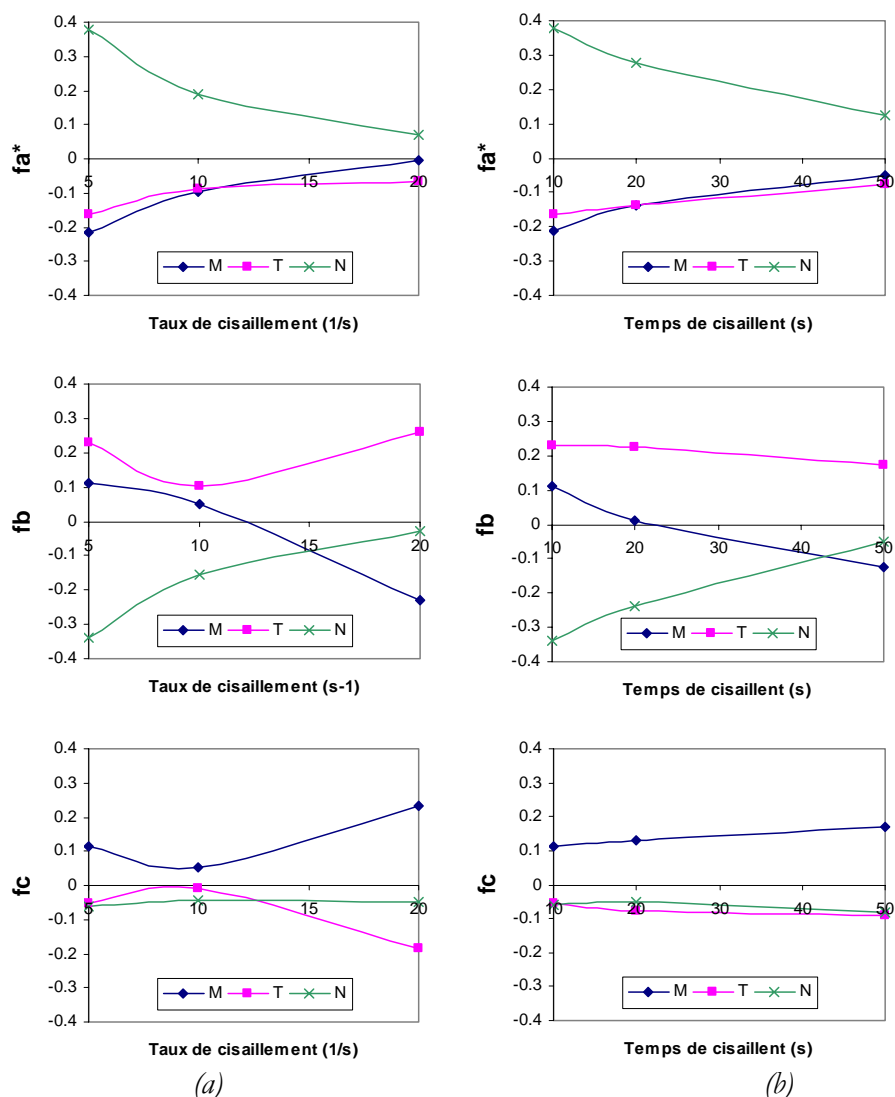 0.4
0.3
0.2
0.1
0
-0.1
-0.2
-0.3
-0.4
fa*
5
10
15
20
M
T
N
Taux de cisaillement (1/s)
0.4
0.3
0.2
0.1
0
-0.1
-0.2
-0.3
-0.4
fa*
10
20
30
40
50
M
T
N
Temps de cisaillent (s)
0.4
0.3
0.2
0.1
0
-0.1
-0.2
-0.3
-0.4
fb
5
10
15
20
M
T
N
Taux de cisaillement (s-1)
0.4
0.3
0.2
0.1
0
-0.1
-0.2
-0.3
-0.4
fb
10
20
30
40
50
M
T
N
Temps de cisaillent (s)
0.4
0.3
0.2
0.1
0
-0.1
-0.2
-0.3
-0.4
fc
5
10
15
20
M
T
N
Taux de cisaillement (1/s)
0.4
0.3
0.2
0.1
0
-0.1
-0.2
-0.3
-0.4
fc
10
20
30
40
50
M
T
N
Temps de cisaillent (s)
(a)
(b)